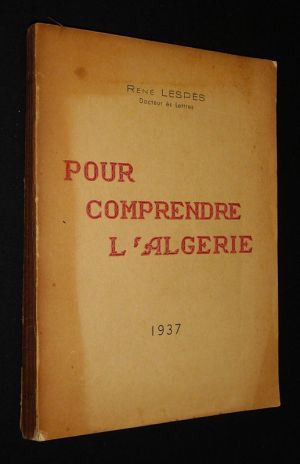 RENÉ LESPÈS
Docteur ès Lettres
POUR
COMPRENDRE
L'ALGERIE
1937